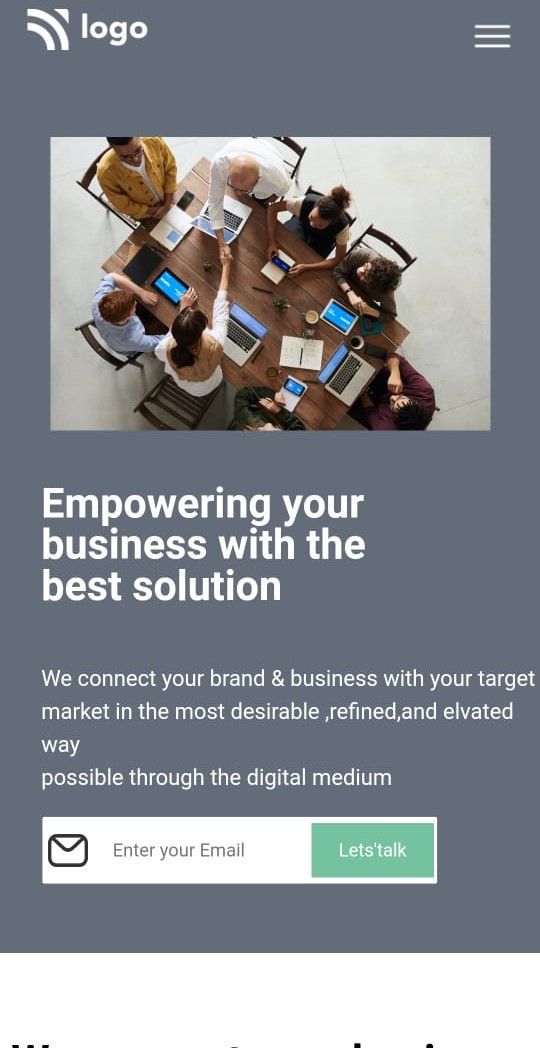 logo
Empowering your
business with the
best solution
We connect your brand & business with your target
market in the most desirable ,refined,and elvated
way
possible through the digital medium
Enter your Email
Lets'talk